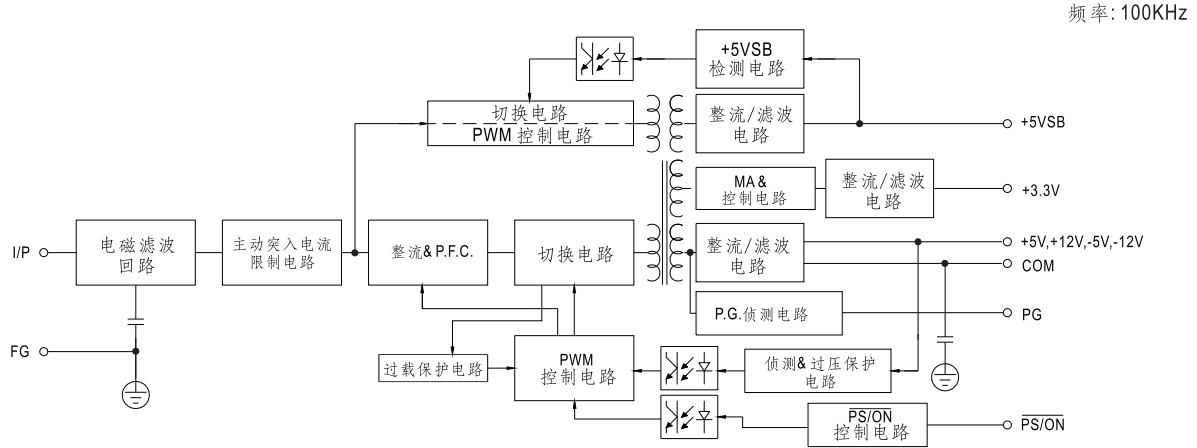 频率: 100KHz
+5VSB
检测电路
切换电路
PWM 控制电路
整流/滤波
电路
+5VSB
MA &
控制电路
整流/滤波
电路
+3.3V
I/P
电磁滤波
回路
主动突入电流
限制电路
整流& P.F.C.
切换电路
整流/滤波
电路
+5V,+12V,-5V,-12V
COM
P.G.侦测电路
PG
FG
过载保护电路
PWM
控制电路
侦测&过压保护
电路
PS/ON
控制电路
PS/ON